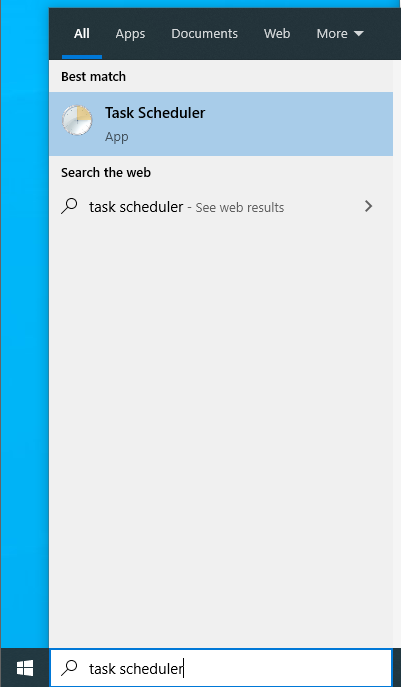 All Apps Documents Web More
Best match
Task Scheduler
App
Search the web
task scheduler - See web results
task scheduler